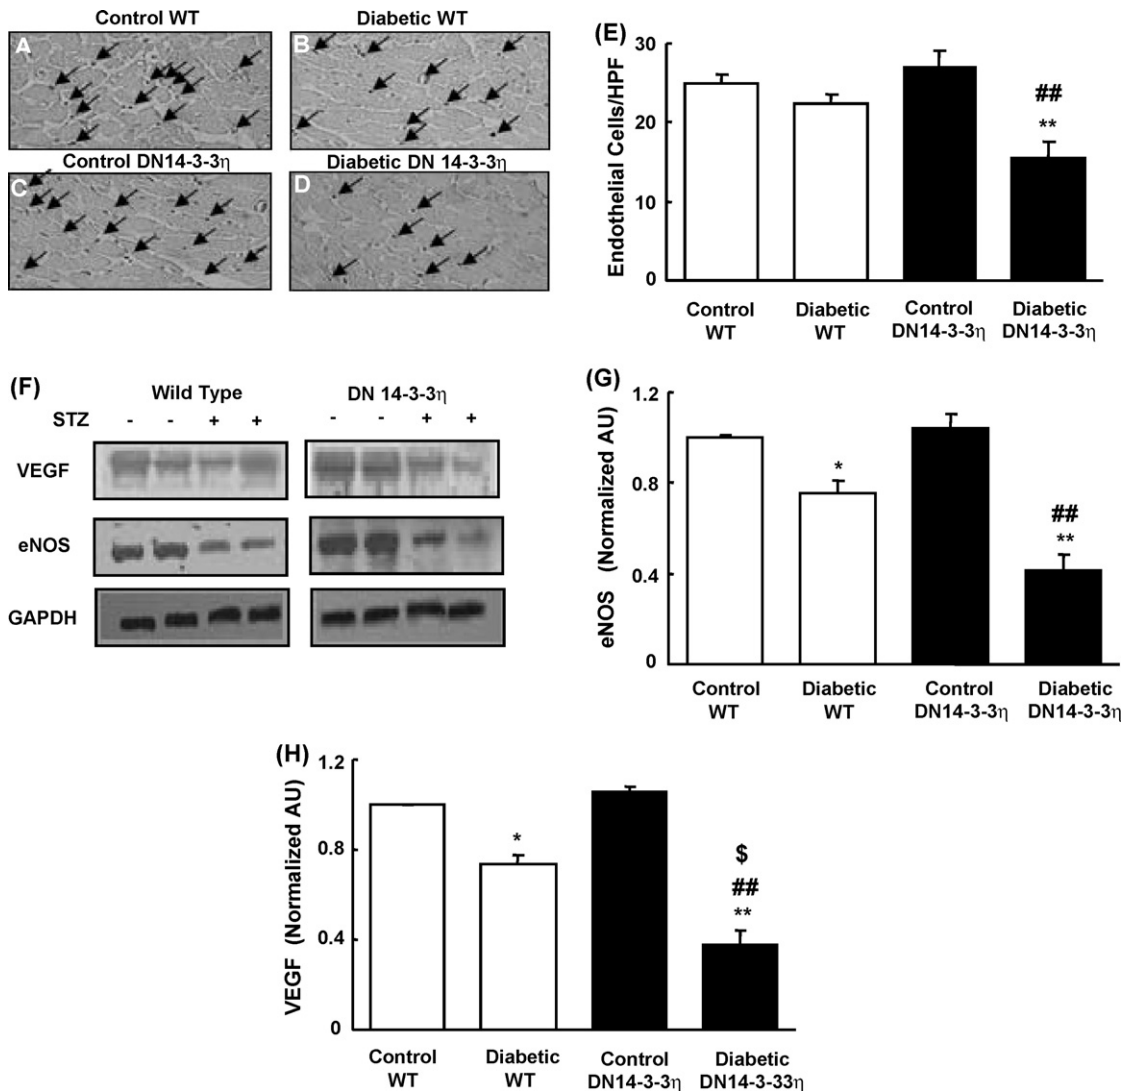 Control WT
Diabetic WT
A
B
Control DN14-3-3η
Diabetic DN 14-3-3η
C
D
(E)
Endothelial Cells/HPF
30
20
10
0
##
**
Control
WT
Diabetic
WT
Control
DN14-3-3η
Diabetic
DN14-3-3η
(F)
Wild Type
DN 14-3-3η
STZ - - + + - - + +
VEGF
eNOS
GAPDH
(G)
eNOS (Normalized AU)
1.2
0.8
0.4
0
*
##
**
Control
WT
Diabetic
WT
Control
DN14-3-3η
Diabetic
DN14-3-3η
(H)
VEGF (Normalized AU)
1.2
0.8
0.4
0
*
$
##
**
Control
WT
Diabetic
WT
Control
DN14-3-3η
Diabetic
DN14-3-33η